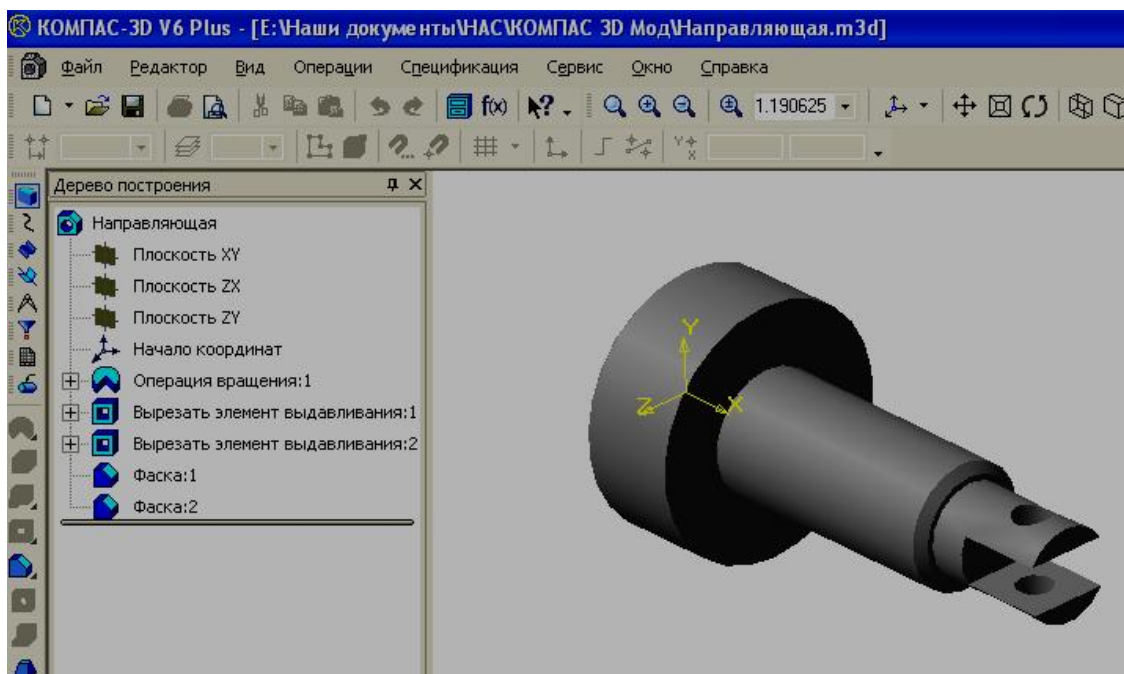 КОМПАС-3D V6 Plus - [E:\Наши документы\НАС\КОМПАС 3D Мод\Направляющая.m3d]
Файл Редактор Вид Операции Спецификация Сервис Окно Справка
f(x) 1.190625
Дерево построения
Направляющая
Плоскость XY
Плоскость ZX
Плоскость ZY
Начало координат
Операция вращения:1
Вырезать элемент выдавливания:1
Вырезать элемент выдавливания:2
Фаска:1
Фаска:2
Y
Z X